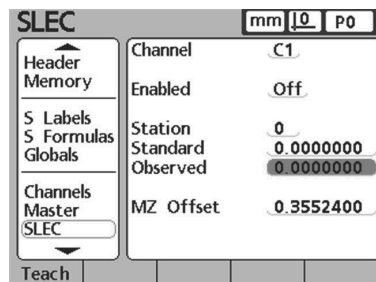 SLEC
mm 0 P0
Header
Memory
S Labels
S Formulas
Globals
Channels
Master
SLEC
Channel C1
Enabled Off
Station 0
Standard 0.0000000
Observed 0.0000000
MZ Offset 0.3552400
Teach